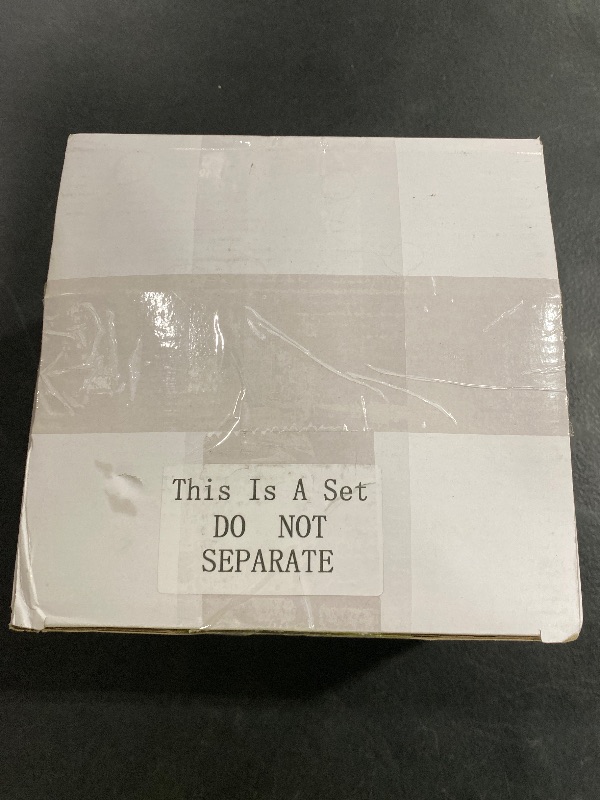 This Is A Set
DO NOT
SEPARATE